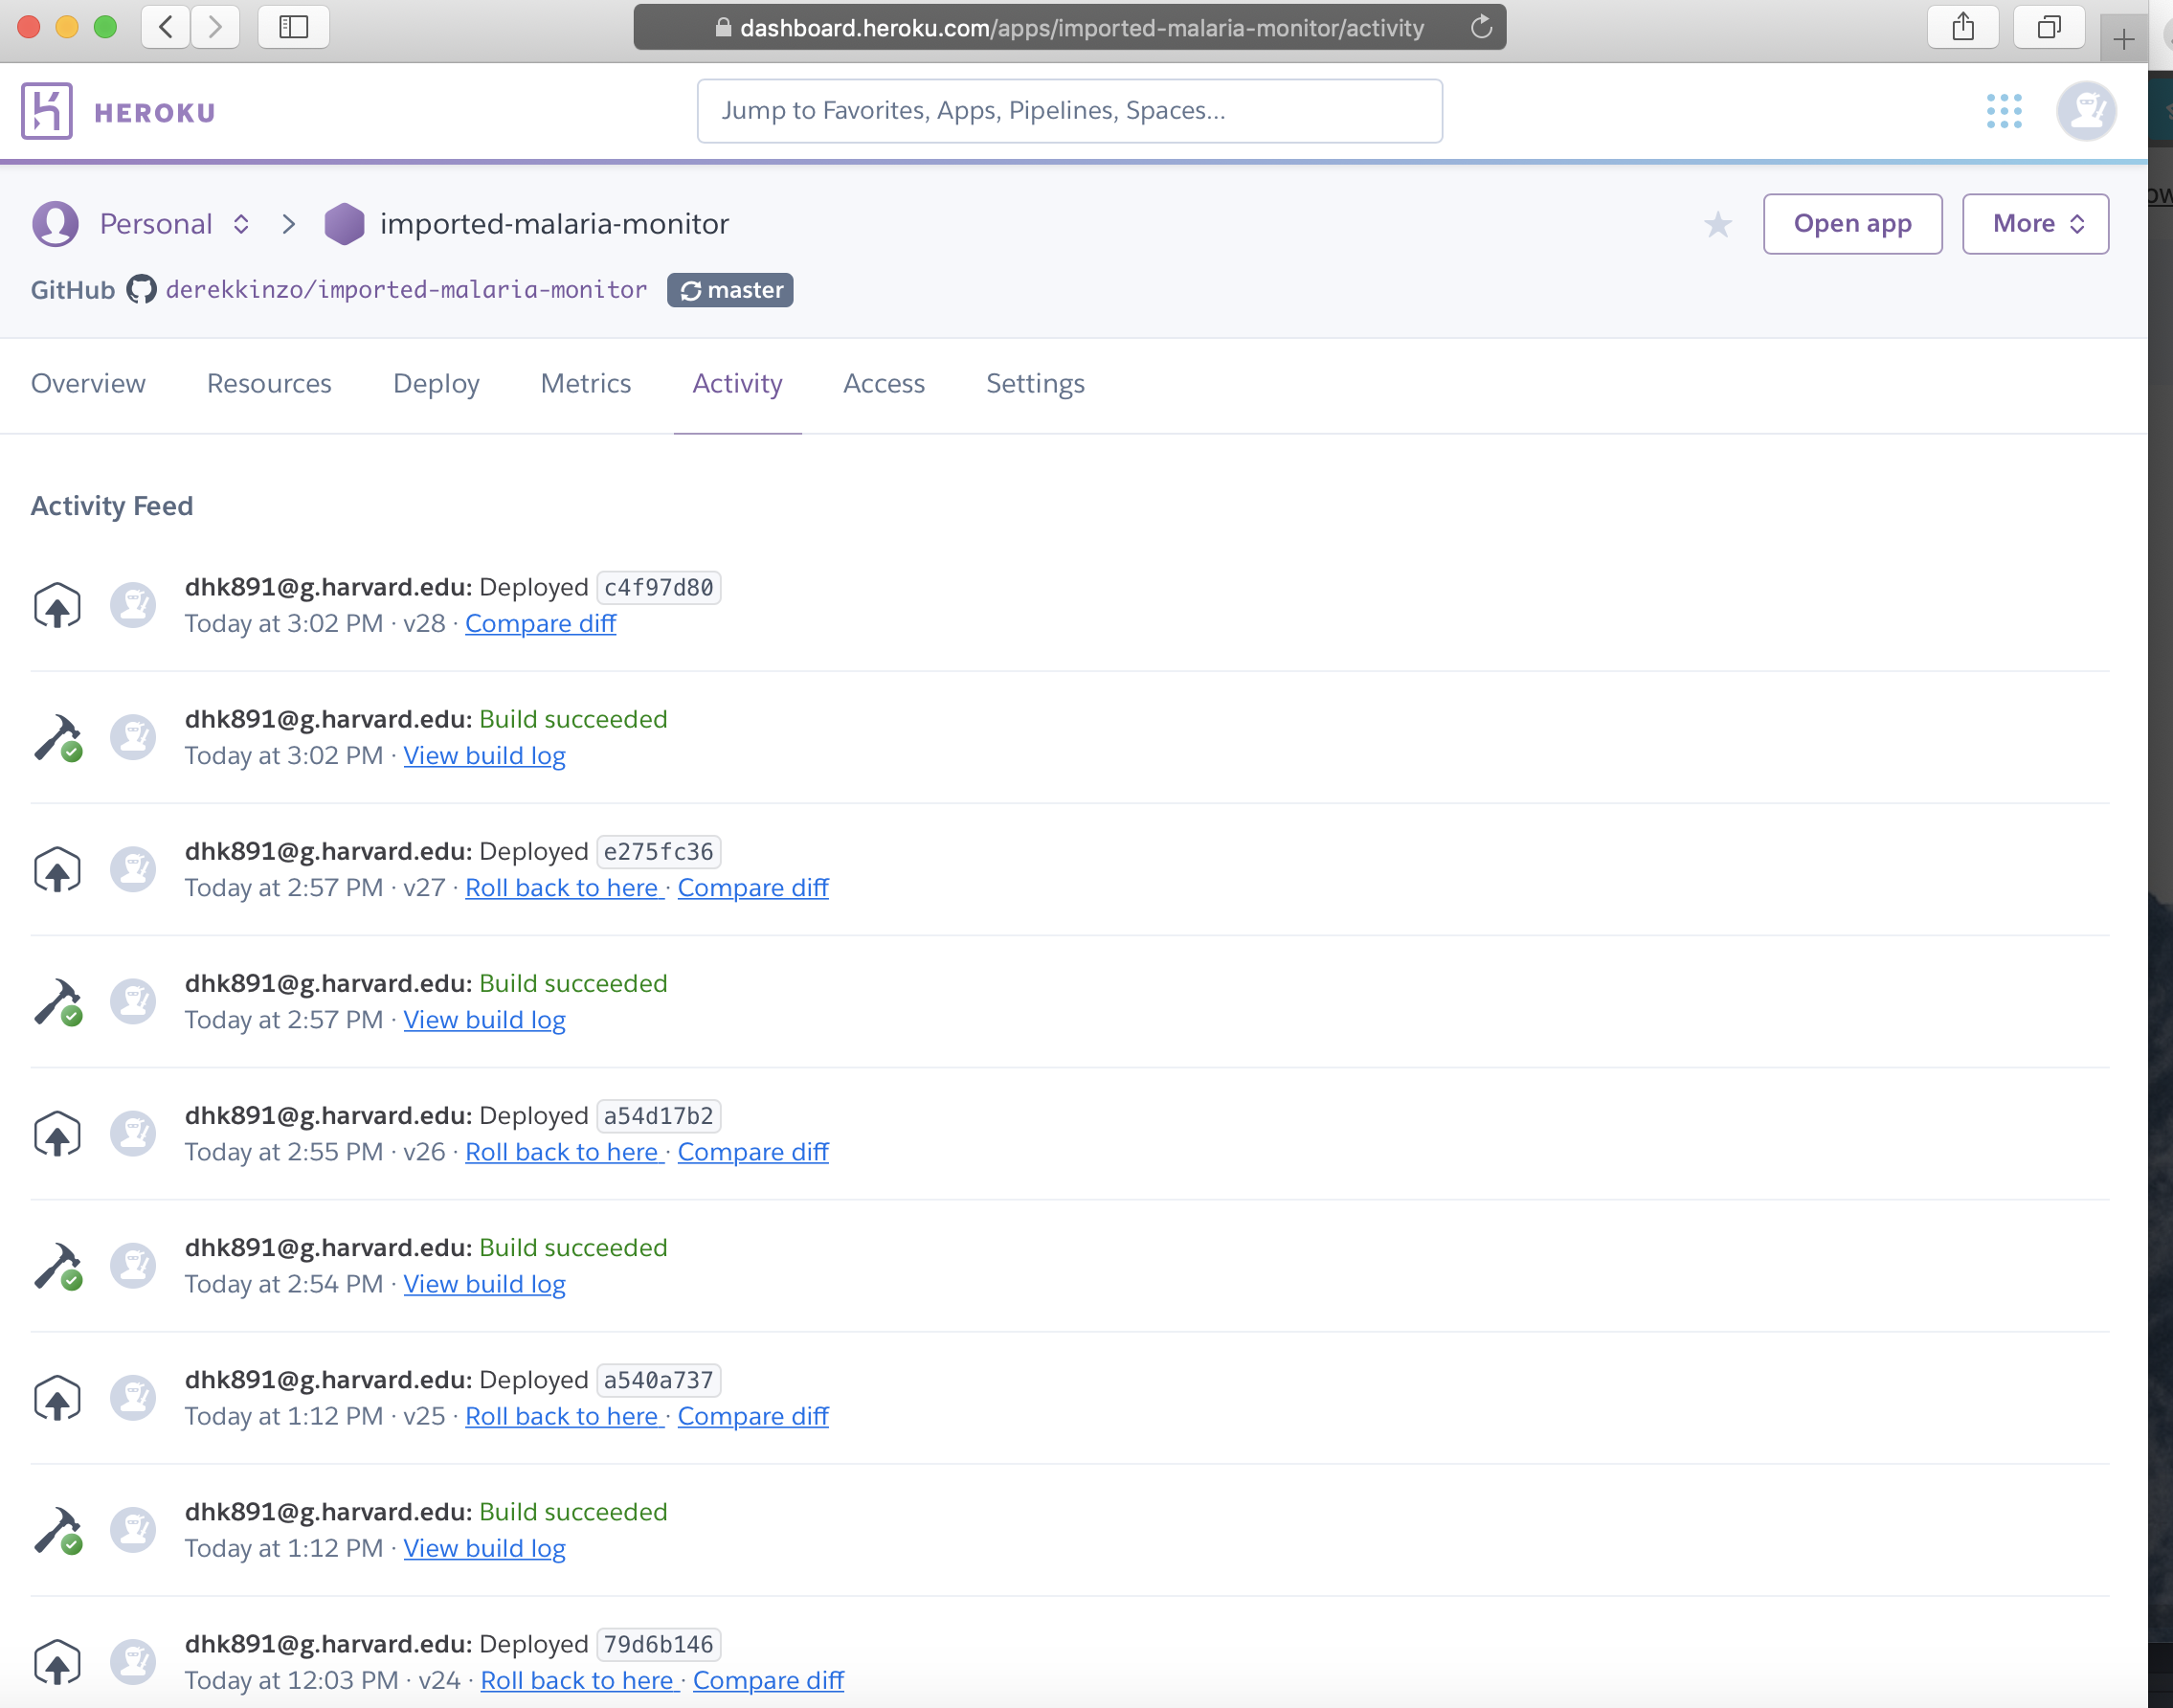 dashboard.heroku.com/apps/imported-malaria-monitor/activity
HEROKU
Jump to Favorites, Apps, Pipelines, Spaces...
Personal
imported-malaria-monitor
Open app
More
GitHub derekkinzo/imported-malaria-monitor master
Overview Resources Deploy Metrics Activity Access Settings
Activity Feed
dhk891@g.harvard.edu: Deployed c4f97d80
Today at 3:02 PM · v28 · Compare diff
dhk891@g.harvard.edu: Build succeeded
Today at 3:02 PM · View build log
dhk891@g.harvard.edu: Deployed e275fc36
Today at 2:57 PM · v27 · Roll back to here · Compare diff
dhk891@g.harvard.edu: Build succeeded
Today at 2:57 PM · View build log
dhk891@g.harvard.edu: Deployed a54d17b2
Today at 2:55 PM · v26 · Roll back to here · Compare diff
dhk891@g.harvard.edu: Build succeeded
Today at 2:54 PM · View build log
dhk891@g.harvard.edu: Deployed a540a737
Today at 1:12 PM · v25 · Roll back to here · Compare diff
dhk891@g.harvard.edu: Build succeeded
Today at 1:12 PM · View build log
dhk891@g.harvard.edu: Deployed 79d6b146
Today at 12:03 PM · v24 · Roll back to here · Compare diff